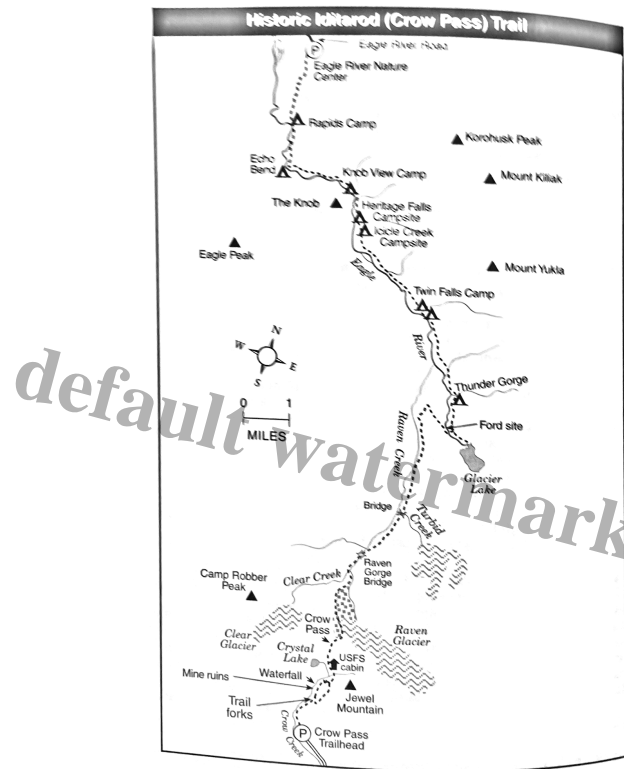 Historic Iditarod (Crow Pass) Trail
Eagle River Road
P
Eagle River Nature
Center
Rapids Camp
Korohusk Peak
Echo
Bend
Knob View Camp
Mount Kiliak
The Knob
Heritage Falls
Campsite
Icicle Creek
Campsite
Eagle Peak
Eagle
Mount Yukla
Twin Falls Camp
N
W
E
S
River
0 1
MILES
Thunder Gorge
Raven Creek
Ford site
Glacier
Lake
Bridge
Turbid
Creek
Raven
Gorge
Bridge
Camp Robber
Peak
Clear Creek
Crow
Pass
Clear
Glacier
Raven
Glacier
Crystal
Lake
USFS
cabin
Mine ruins
Waterfall
Trail
forks
Jewel
Mountain
Crow Creek
P
Crow Pass
Trailhead
default watermark